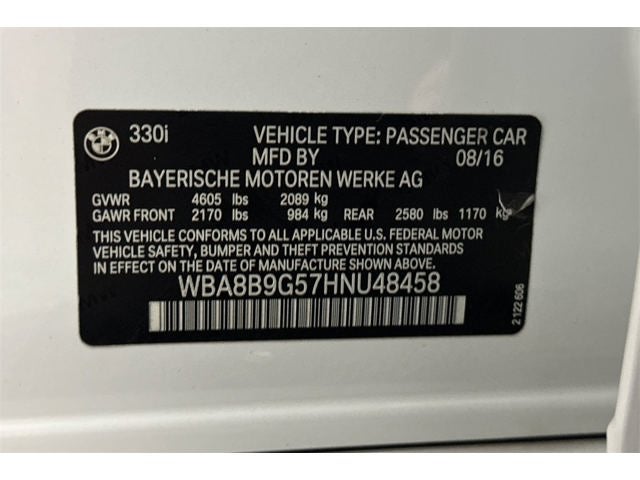 BMW
330i VEHICLE TYPE: PASSENGER CAR
MFD BY 08/16
BAYERISCHE MOTOREN WERKE AG
GVWR 4605 lbs 2089 kg
GAWR FRONT 2170 lbs 984 kg REAR 2580 lbs 1170 kg
THIS VEHICLE CONFORMS TO ALL APPLICABLE U.S. FEDERAL MOTOR
VEHICLE SAFETY, BUMPER AND THEFT PREVENTION STANDARDS
IN EFFECT ON THE DATE OF MANUFACTURE SHOWN ABOVE.
WBA8B9G57HNU48458
2 122 606